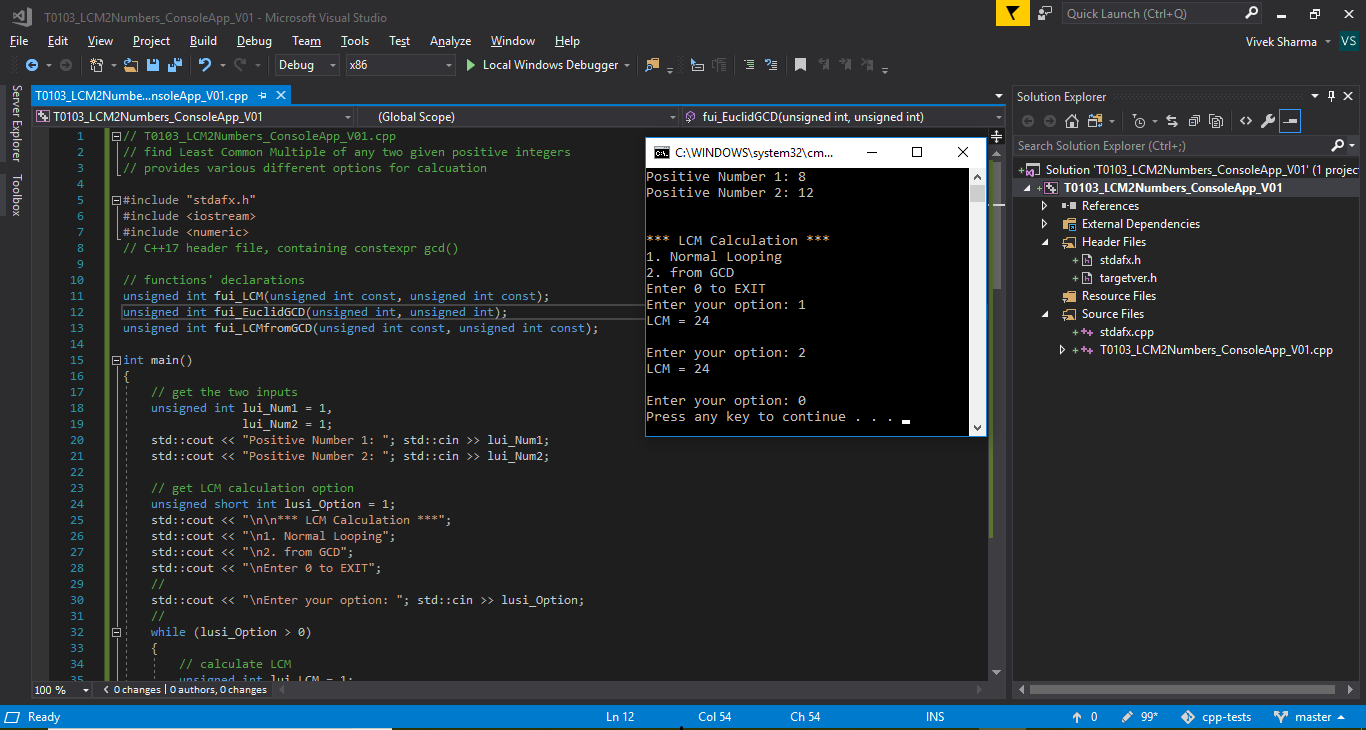 T0103_LCM2Numbers_ConsoleApp_V01 - Microsoft Visual Studio
Quick Launch (Ctrl+Q)
File Edit View Project Build Debug Team Tools Test Analyze Window Help
Vivek Sharma VS
Debug x86 Local Windows Debugger
Server Explorer
Toolbox
T0103_LCM2Numbe...nsoleApp_V01.cpp
T0103_LCM2Numbers_ConsoleApp_V01 (Global Scope) fui_EuclidGCD(unsigned int, unsigned int)
1 // T0103_LCM2Numbers_ConsoleApp_V01.cpp
2 // find Least Common Multiple of any two given positive integers
3 // provides various different options for calcuation
4
5 #include "stdafx.h"
6 #include <iostream>
7 #include <numeric>
8 // C++17 header file, containing constexpr gcd()
9
10 // functions' declarations
11 unsigned int fui_LCM(unsigned int const, unsigned int const);
12 unsigned int fui_EuclidGCD(unsigned int, unsigned int);
13 unsigned int fui_LCMfromGCD(unsigned int const, unsigned int const);
14
15 int main()
16 {
17 // get the two inputs
18 unsigned int lui_Num1 = 1,
19 lui_Num2 = 1;
20 std::cout << "Positive Number 1: "; std::cin >> lui_Num1;
21 std::cout << "Positive Number 2: "; std::cin >> lui_Num2;
22
23 // get LCM calculation option
24 unsigned short int lusi_Option = 1;
25 std::cout << "\n\n*** LCM Calculation ***";
26 std::cout << "\n1. Normal Looping";
27 std::cout << "\n2. from GCD";
28 std::cout << "\nEnter 0 to EXIT";
29 //
30 std::cout << "\nEnter your option: "; std::cin >> lusi_Option;
31 //
32 while (lusi_Option > 0)
33 {
34 // calculate LCM
35 unsigned int lui_LCM = 1;
C:\WINDOWS\system32\cm...
Positive Number 1: 8
Positive Number 2: 12
*** LCM Calculation ***
1. Normal Looping
2. from GCD
Enter 0 to EXIT
Enter your option: 1
LCM = 24
Enter your option: 2
LCM = 24
Enter your option: 0
Press any key to continue . . .
Solution Explorer
Search Solution Explorer (Ctrl+;)
Solution 'T0103_LCM2Numbers_ConsoleApp_V01' (1 projec
T0103_LCM2Numbers_ConsoleApp_V01
References
External Dependencies
Header Files
stdafx.h
targetver.h
Resource Files
Source Files
stdafx.cpp
T0103_LCM2Numbers_ConsoleApp_V01.cpp
100 % 0 changes | 0 authors, 0 changes
Ready Ln 12 Col 54 Ch 54 INS 0 99* cpp-tests master